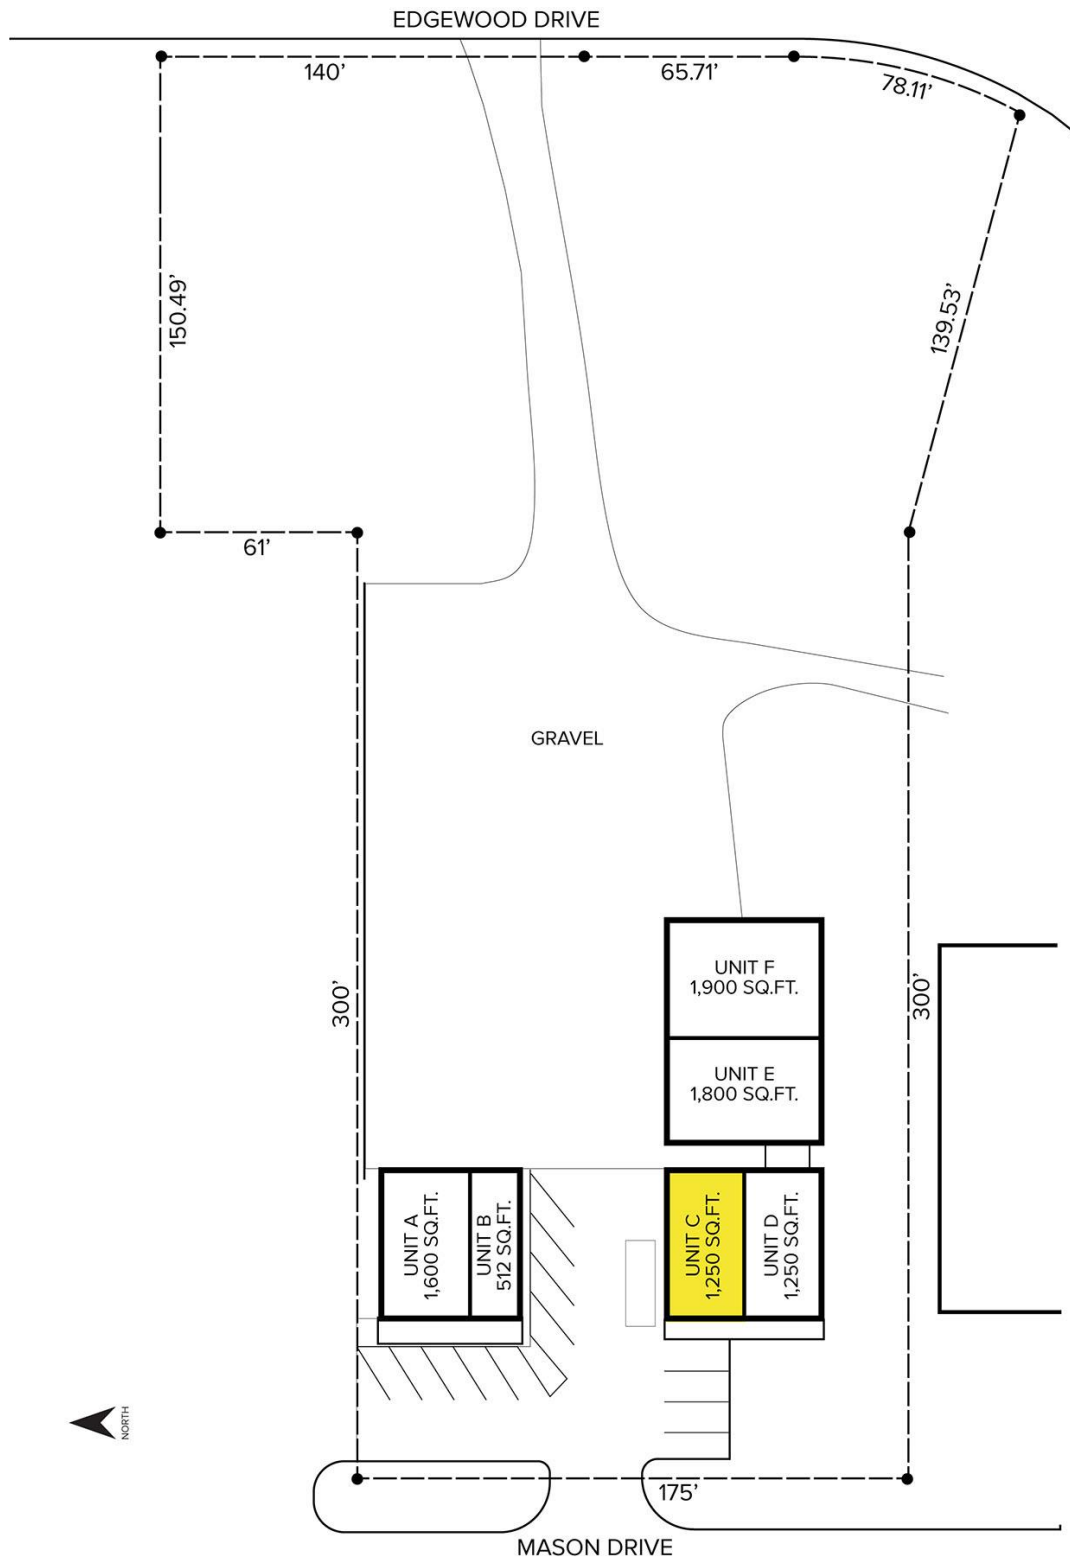 EDGEWOOD DRIVE
140’
65.71’
78.11’
150.49’
139.53’
61’
GRAVEL
300’
300’
UNIT F
1,900 SQ.FT.
UNIT E
1,800 SQ.FT.
UNIT A
1,600 SQ.FT.
UNIT B
512 SQ.FT.
UNIT C
1,250 SQ.FT.
UNIT D
1,250 SQ.FT.
NORTH
175’
MASON DRIVE